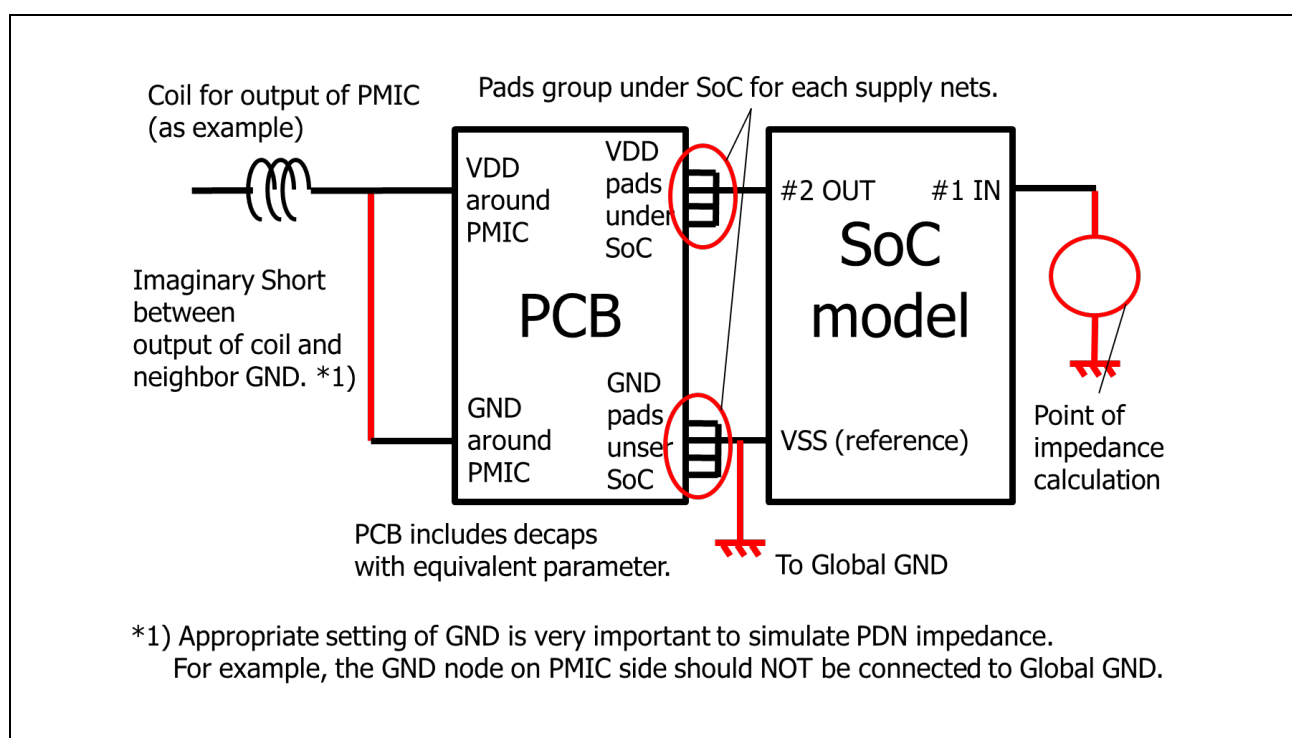 Coil for output of PMIC
(as example)
Pads group under SoC for each supply nets.
VDD
around
PMIC
VDD
pads
under
SoC
#2 OUT
#1 IN
SoC
model
Imaginary Short
between
output of coil and
neighbor GND. *1)
PCB
GND
around
PMIC
GND
pads
unser
SoC
VSS (reference)
Point of
impedance
calculation
PCB includes decaps
with equivalent parameter.
To Global GND
*1) Appropriate setting of GND is very important to simulate PDN impedance.
For example, the GND node on PMIC side should NOT be connected to Global GND.